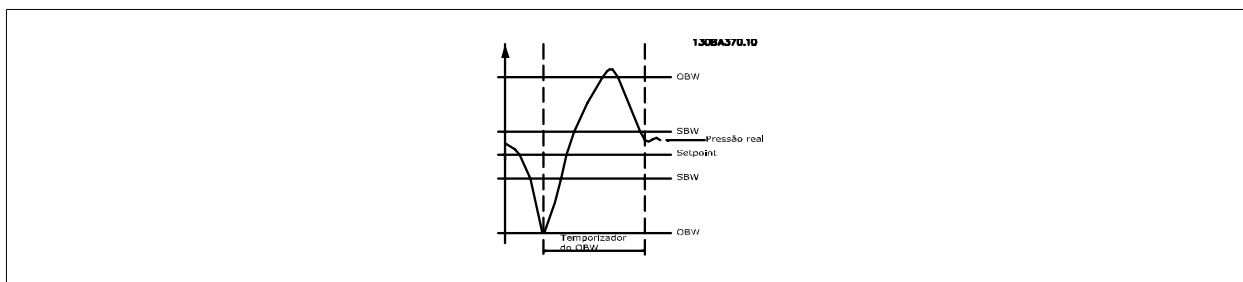 130BA370.10
OBW
SBW
Pressão real
Setpoint
SBW
OBW
Temporizador
do OBW